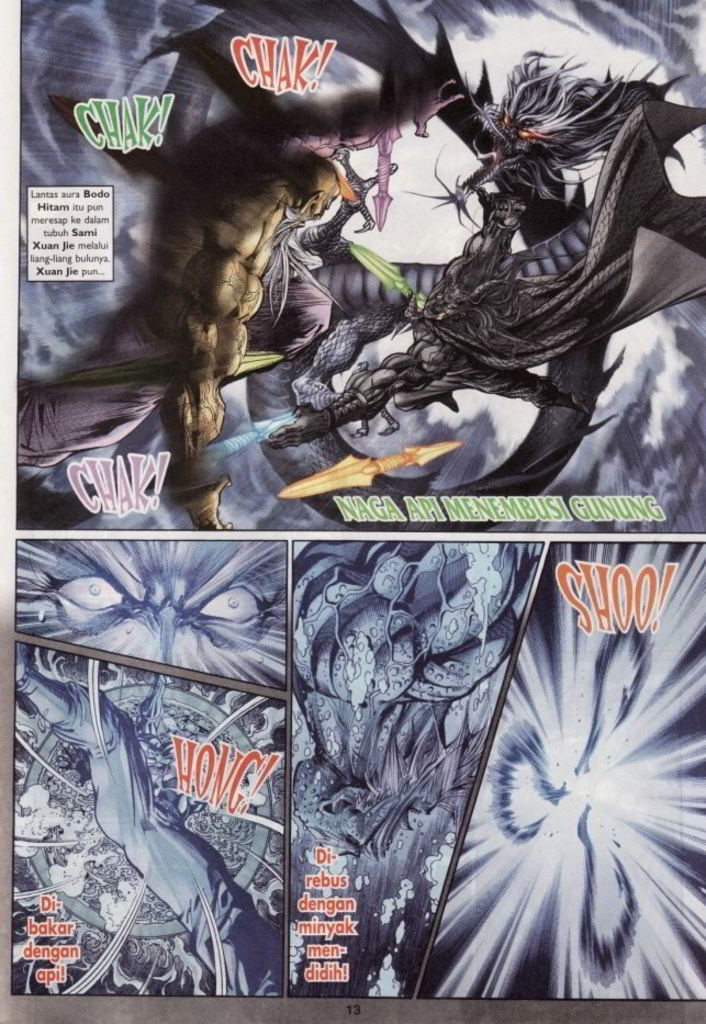 CHAK!
CHAK!
Lantas aura Bodo
Hitam itu pun
meresap ke dalam
tubuh Sami
Xuan Jie melalui
liang-liang bulunya.
Xuan Jie pun...
CHAK!
NAGA API MENEMBUSI GUNUNG
HONG!
Di-
bakar
dengan
api!
Di-
rebus
dengan
minyak
men-
didih!
SHOO!
13